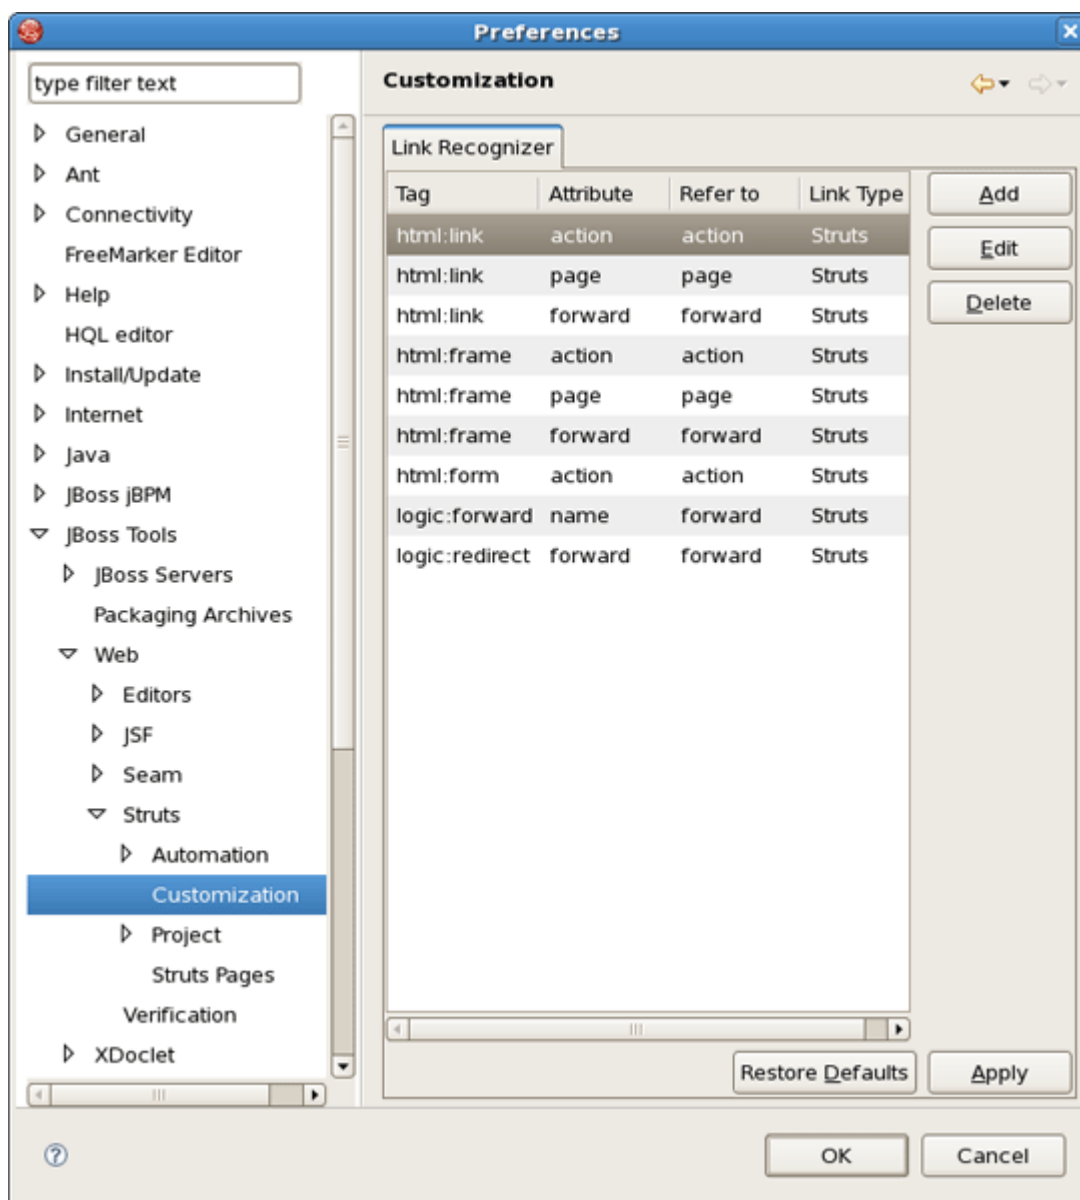 Preferences
type filter text
General
Ant
Connectivity
FreeMarker Editor
Help
HQL editor
Install/Update
Internet
Java
JBoss jBPM
JBoss Tools
JBoss Servers
Packaging Archives
Web
Editors
JSF
Seam
Struts
Automation
Customization
Project
Struts Pages
Verification
XDoclet
Customization
Link Recognizer
Tag Attribute Refer to Link Type
html:link action action Struts
html:link page page Struts
html:link forward forward Struts
html:frame action action Struts
html:frame page page Struts
html:frame forward forward Struts
html:form action action Struts
logic:forward name forward Struts
logic:redirect forward forward Struts
Add
Edit
Delete
Restore Defaults Apply
OK Cancel